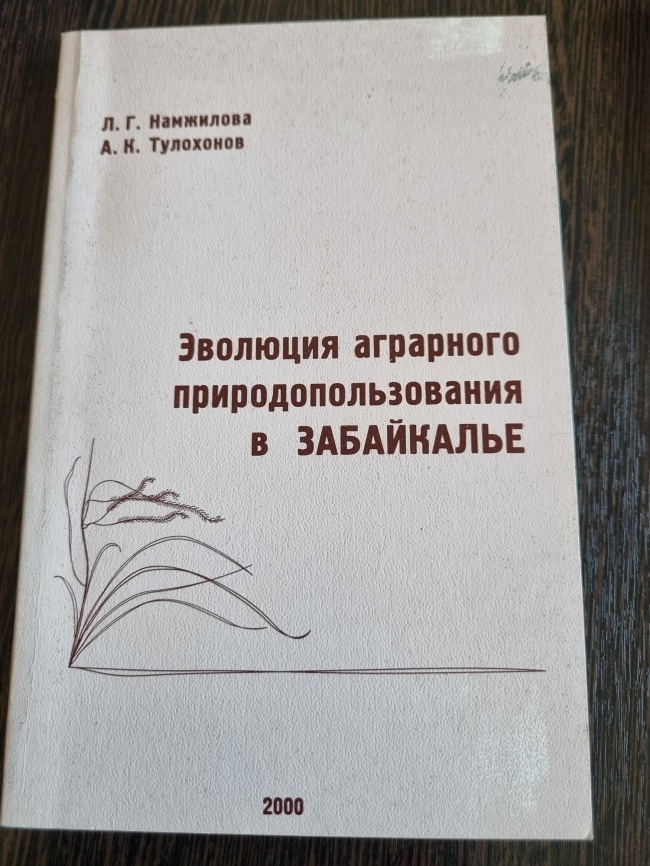 Л. Г. Намжилова
А. К. Тулохонов
Эволюция аграрного
природопользования
в ЗАБАЙКАЛЬЕ
2000